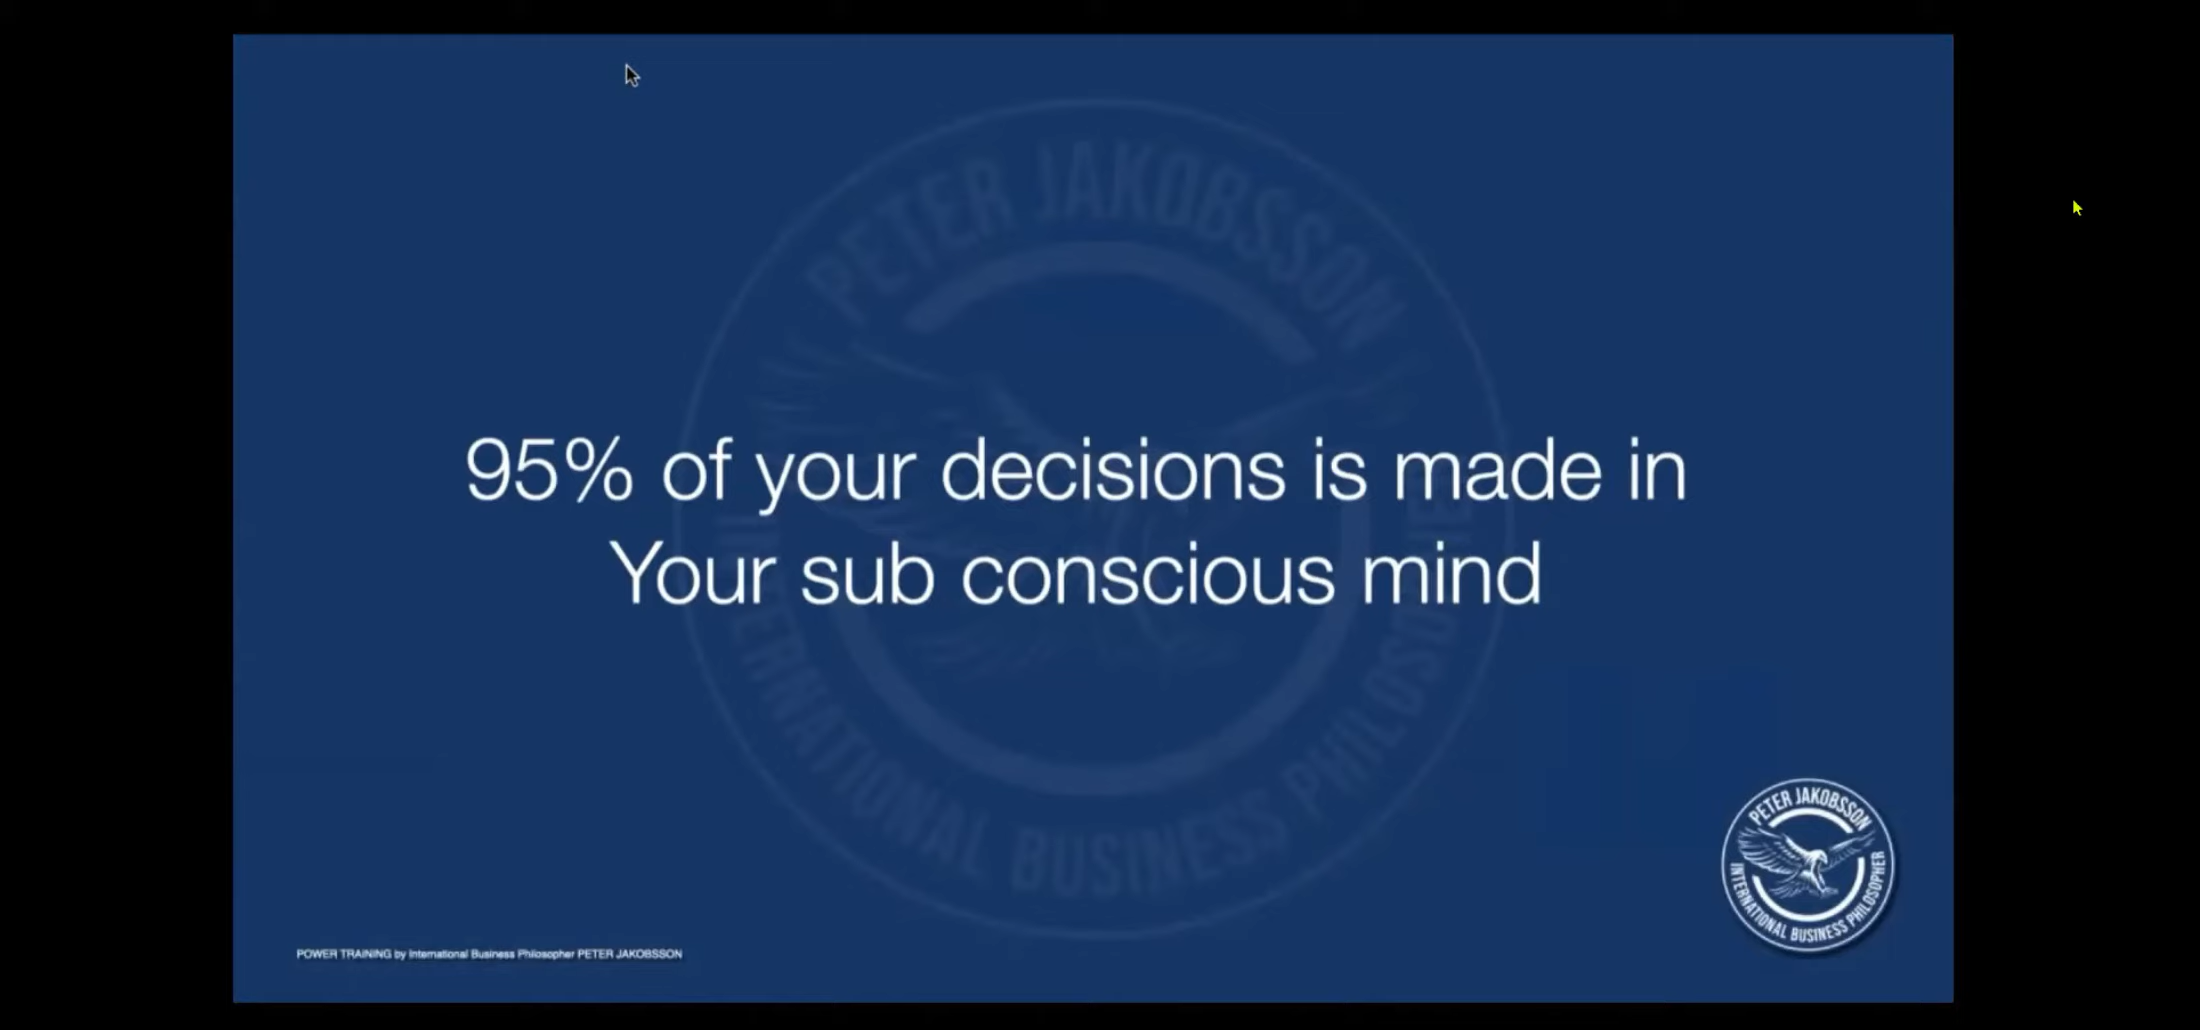 95% of your decisions is made in
Your sub conscious mind
PETER JAKOBSSON
INTERNATIONAL BUSINESS PHILOSOPHER
POWER TRAINING by International Business Philosopher PETER JAKOBSSON
PETER JAKOBSSON
INTERNATIONAL BUSINESS PHILOSOPHER